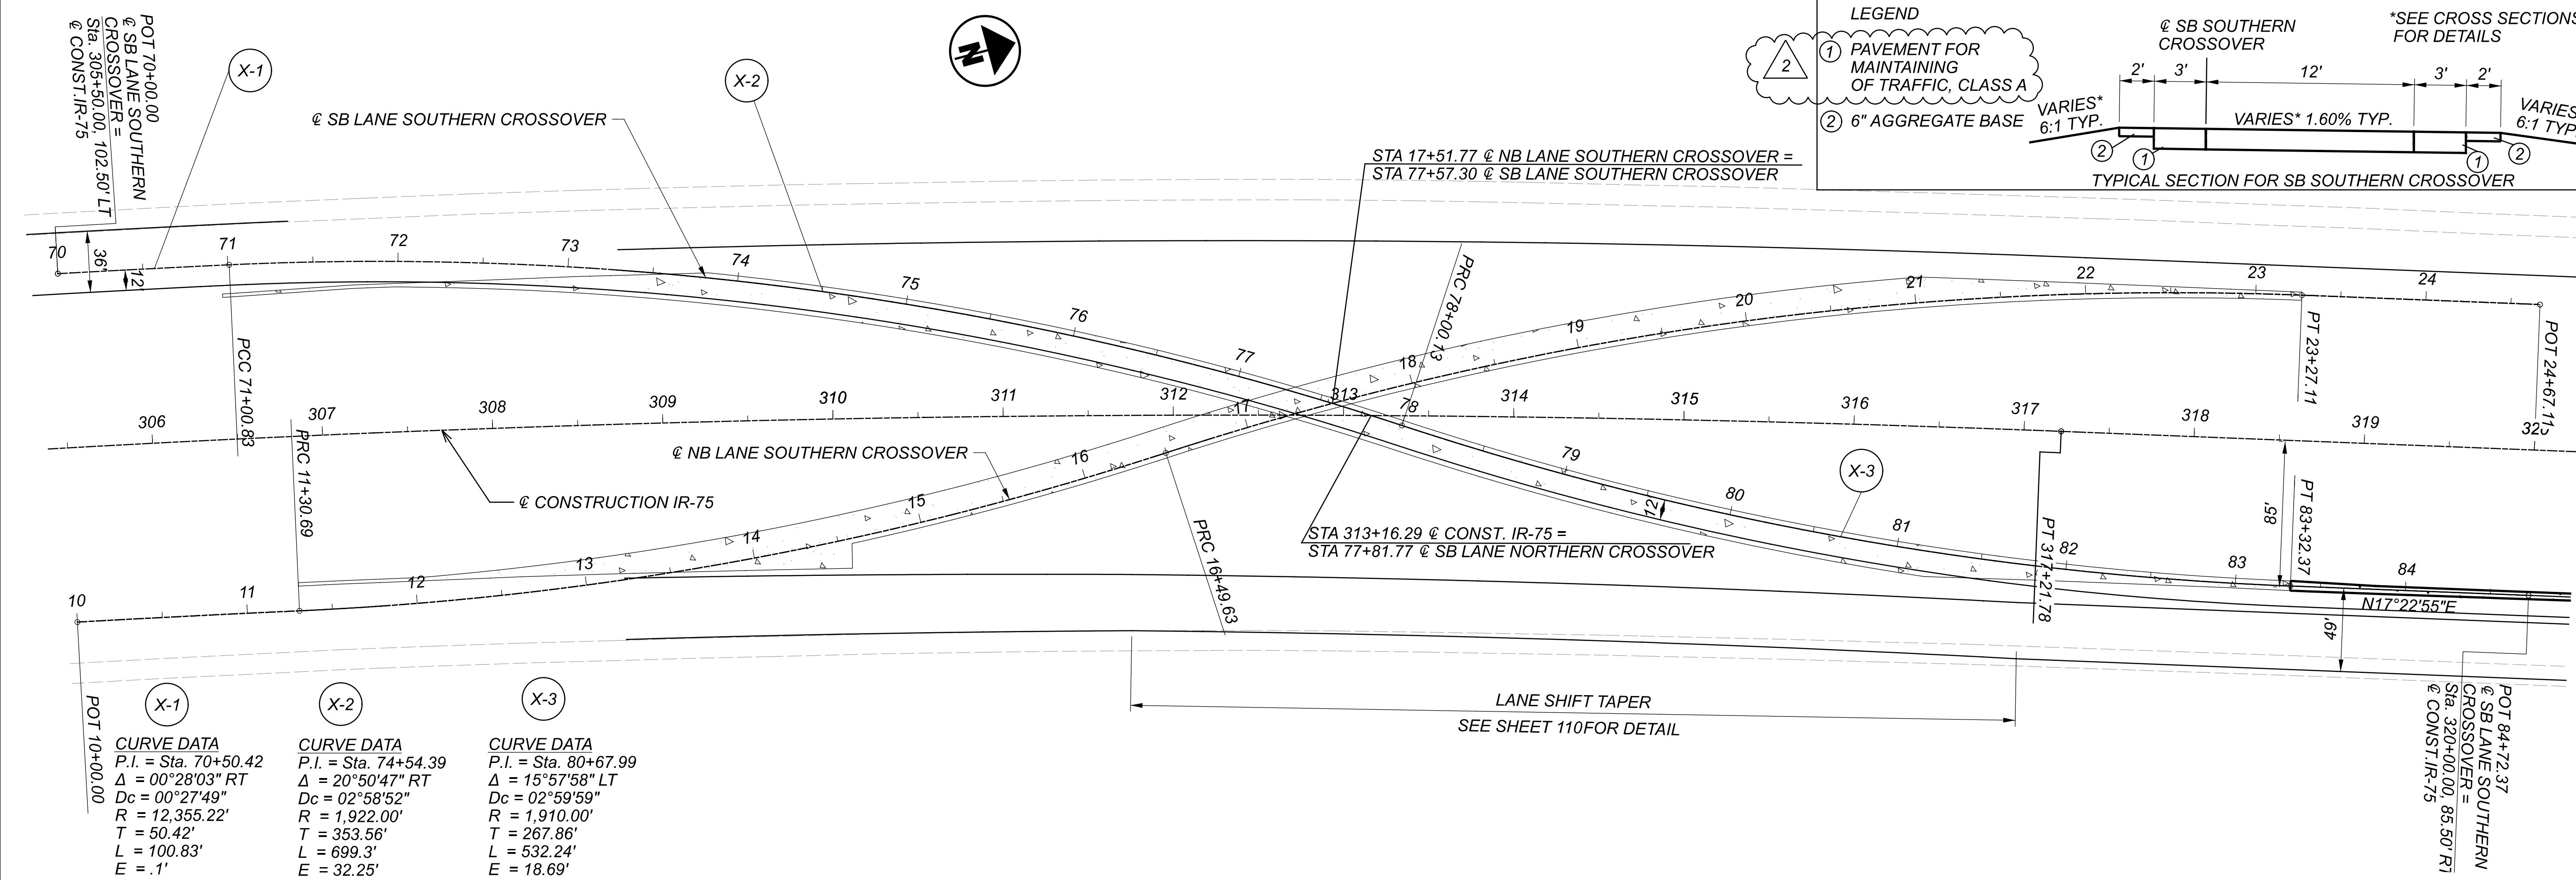 POT 70+00.00
℄ SB LANE SOUTHERN
CROSSOVER =
Sta. 305+50.00, 102.50' LT
℄ CONST.IR-75
X-1
X-2
N
℄ SB LANE SOUTHERN CROSSOVER
LEGEND
2
1 PAVEMENT FOR
MAINTAINING
OF TRAFFIC, CLASS A
2 6" AGGREGATE BASE
℄ SB SOUTHERN
CROSSOVER
*SEE CROSS SECTIONS
FOR DETAILS
2' 3' 12' 3' 2'
VARIES*
6:1 TYP.
VARIES* 1.60% TYP.
VARIES
6:1 TYP
2 1 1 2
TYPICAL SECTION FOR SB SOUTHERN CROSSOVER
STA 17+51.77 ℄ NB LANE SOUTHERN CROSSOVER =
STA 77+57.30 ℄ SB LANE SOUTHERN CROSSOVER
70 71 72 73 74 75 76 77 78 79 80 81 82 83 84
36'
12'
PCC 71+00.83
PRC 78+00.13
18 19 20 21 22 23 24
PT 23+27.11
POT 24+67.11
306 307 308 309 310 311 312 313 314 315 316 317 318 319 320
PRC 11+30.69
℄ NB LANE SOUTHERN CROSSOVER
℄ CONSTRUCTION IR-75
10 11 12 13 14 15 16 17
PRC 16+49.63
STA 313+16.29 ℄ CONST. IR-75 =
STA 77+81.77 ℄ SB LANE NORTHERN CROSSOVER
12'
X-3
PT 317+21.78
58'
PT 83+32.37
N17°22'55"E
49'
LANE SHIFT TAPER
SEE SHEET 110FOR DETAIL
POT 10+00.00
POT 84+72.37
℄ SB LANE SOUTHERN
CROSSOVER =
Sta. 320+00.00, 85.50' RT
℄ CONST.IR-75
X-1
CURVE DATA
P.I. = Sta. 70+50.42
Δ = 00°28'03" RT
Dc = 00°27'49"
R = 12,355.22'
T = 50.42'
L = 100.83'
E = .1'
X-2
CURVE DATA
P.I. = Sta. 74+54.39
Δ = 20°50'47" RT
Dc = 02°58'52"
R = 1,922.00'
T = 353.56'
L = 699.3'
E = 32.25'
X-3
CURVE DATA
P.I. = Sta. 80+67.99
Δ = 15°57'58" LT
Dc = 02°59'59"
R = 1,910.00'
T = 267.86'
L = 532.24'
E = 18.69'